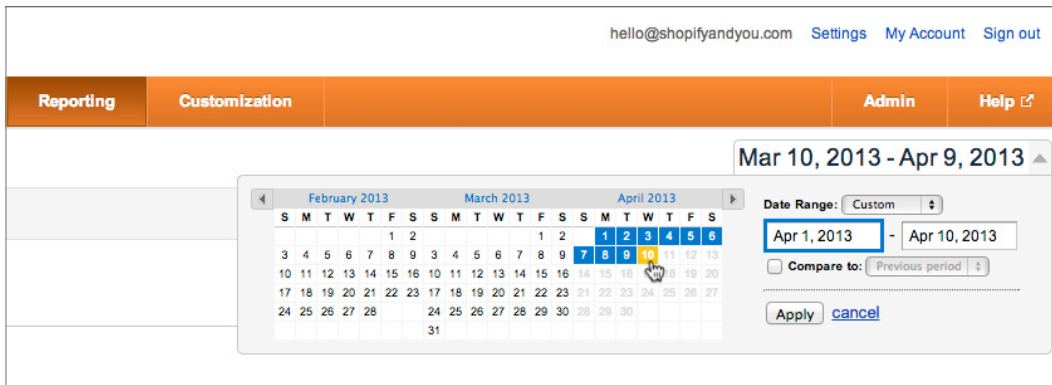 hello@shopifyandyou.com Settings My Account Sign out
Reporting Customization Admin Help
Mar 10, 2013 - Apr 9, 2013
February 2013 March 2013 April 2013
S M T W T F S S M T W T F S S M T W T F S
1 2 1 2 1 2 3 4 5 6
3 4 5 6 7 8 9 3 4 5 6 7 8 9 7 8 9 10 11 12 13
10 11 12 13 14 15 16 10 11 12 13 14 15 16 14 15 16 18 19 20
17 18 19 20 21 22 23 17 18 19 20 21 22 23 21 22 23 24 25 26 27
24 25 26 27 28 24 25 26 27 28 29 30 28 29 30
31
Date Range: Custom
Apr 1, 2013 - Apr 10, 2013
Compare to: Previous period
Apply cancel